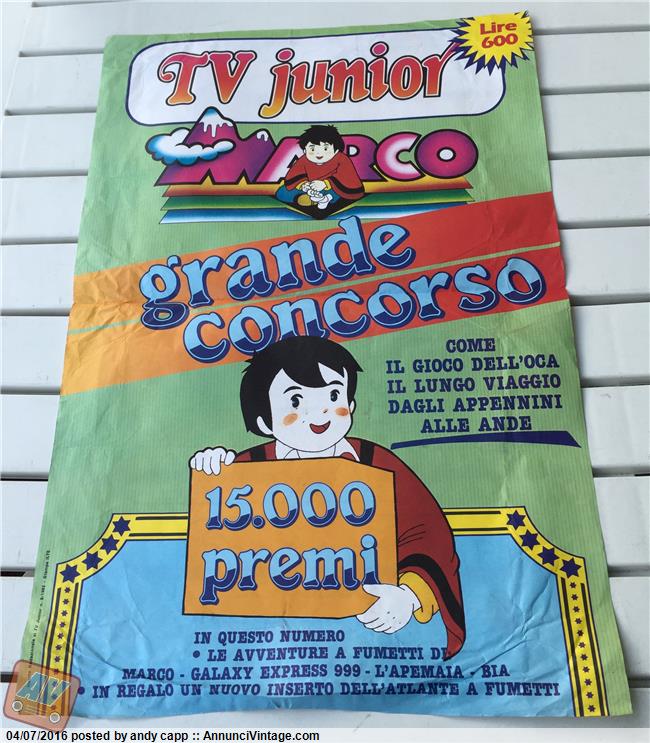 Lire
600
TV junior
MARCO
grande
concorso
COME
IL GIOCO DELL'OCA
IL LUNGO VIAGGIO
DAGLI APPENNINI
ALLE ANDE
15.000
premi
IN QUESTO NUMERO
• LE AVVENTURE A FUMETTI DI
MARCO - GALAXY EXPRESS 999 - L'APEMAIA - BIA
• IN REGALO UN NUOVO INSERTO DELL'ATLANTE A FUMETTI
AV
04/07/2016 posted by andy capp :: AnnunciVintage.com